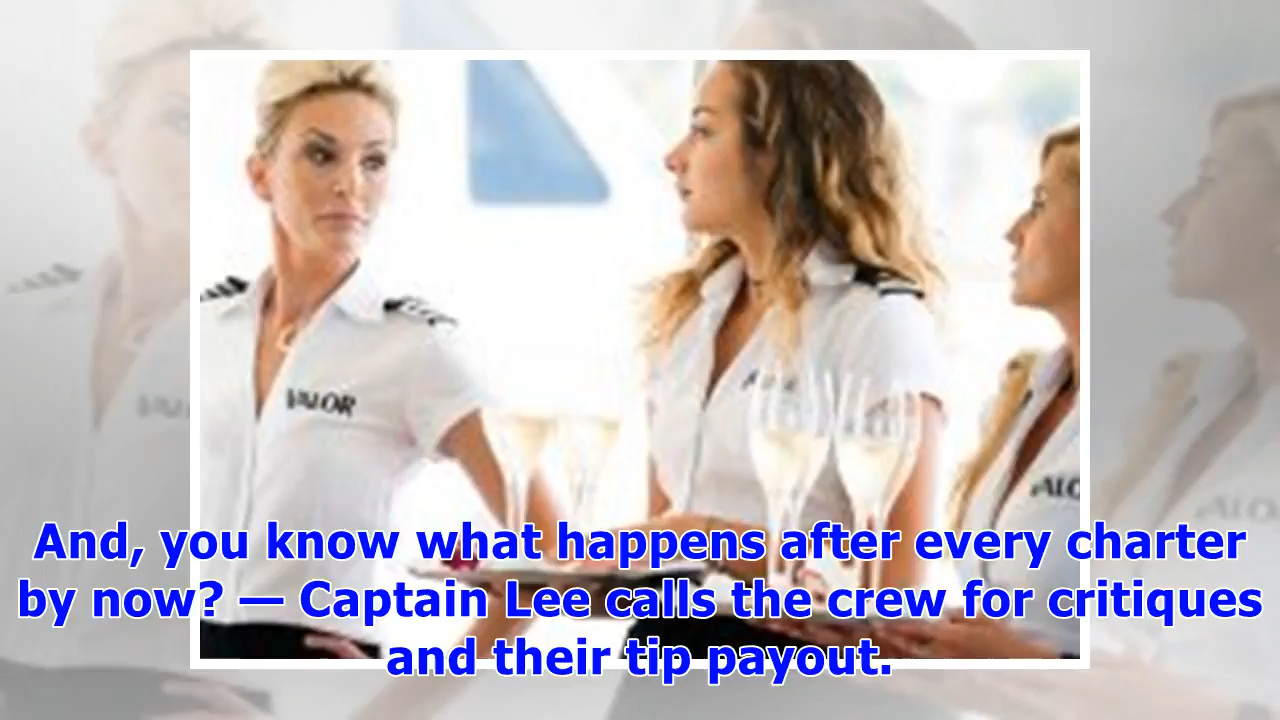 VALOR
And, you know what happens after every charter
by now? — Captain Lee calls the crew for critiques
and their tip payout.